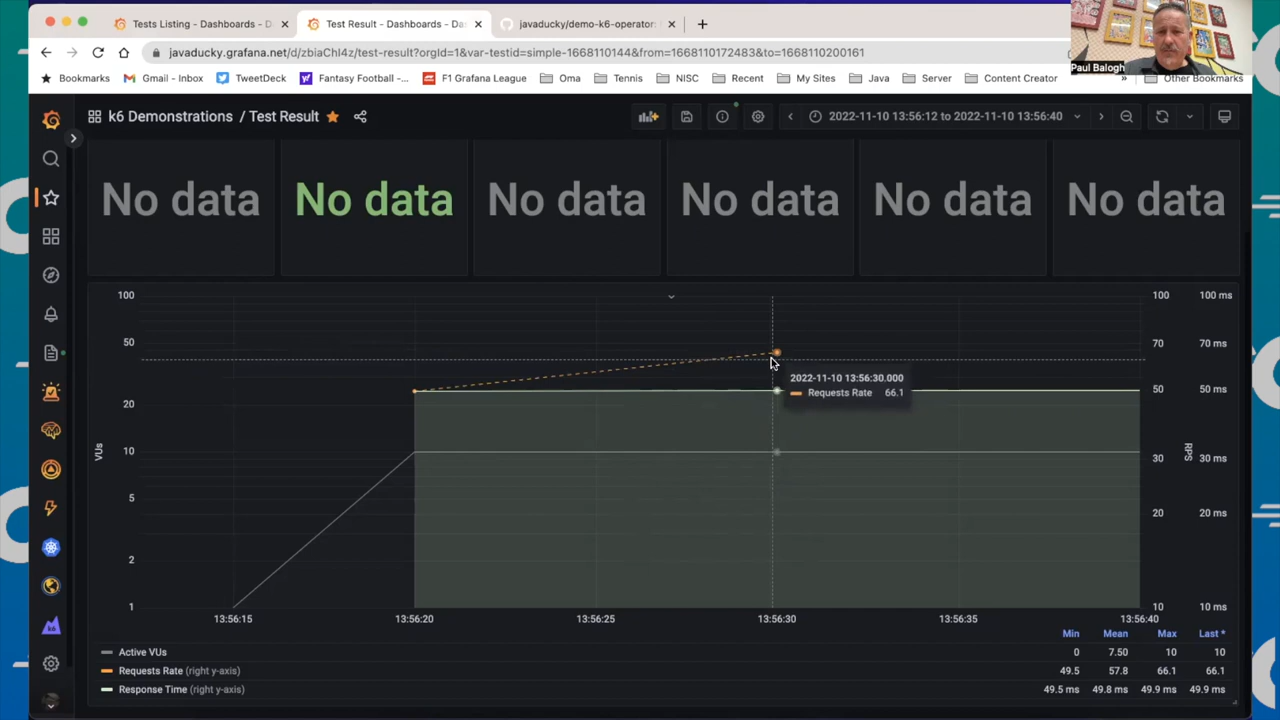 Tests Listing - Dashboards - D
Test Result - Dashboards - Das
javaducky/demo-k6-operator:
javaducky.grafana.net/d/zbiaChl4z/test-result?orgId=1&var-testid=simple-1668110144&from=1668110172483&to=1668110200161
Paul Balogh
Bookmarks
Gmail - Inbox
TweetDeck
Fantasy Football -...
F1 Grafana League
Oma
Tennis
NISC
Recent
My Sites
Java
Server
Content Creator
»
Other Bookmarks
k6 Demonstrations / Test Result
2022-11-10 13:56:12 to 2022-11-10 13:56:40
No data
No data
No data
No data
No data
No data
100
50
20
10
5
2
1
VUs
100
70
50
30
20
10
RPS
100 ms
70 ms
50 ms
30 ms
20 ms
10 ms
2022-11-10 13:56:30.000
Requests Rate 66.1
13:56:15
13:56:20
13:56:25
13:56:30
13:56:35
13:56:40
Min Mean Max Last *
Active VUs 0 7.50 10 10
Requests Rate (right y-axis) 49.5 57.8 66.1 66.1
Response Time (right y-axis) 49.5 ms 49.8 ms 49.9 ms 49.9 ms
k6